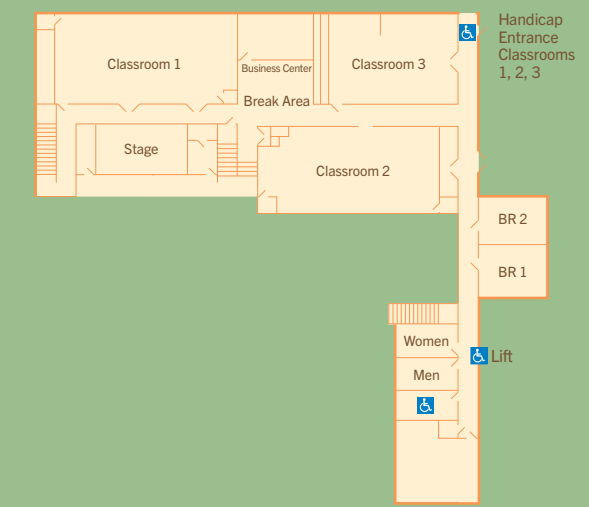 Handicap
Entrance
Classrooms
1, 2, 3
Classroom 1
Business Center
Classroom 3
Break Area
Stage
Classroom 2
BR 2
BR 1
Women
Lift
Men